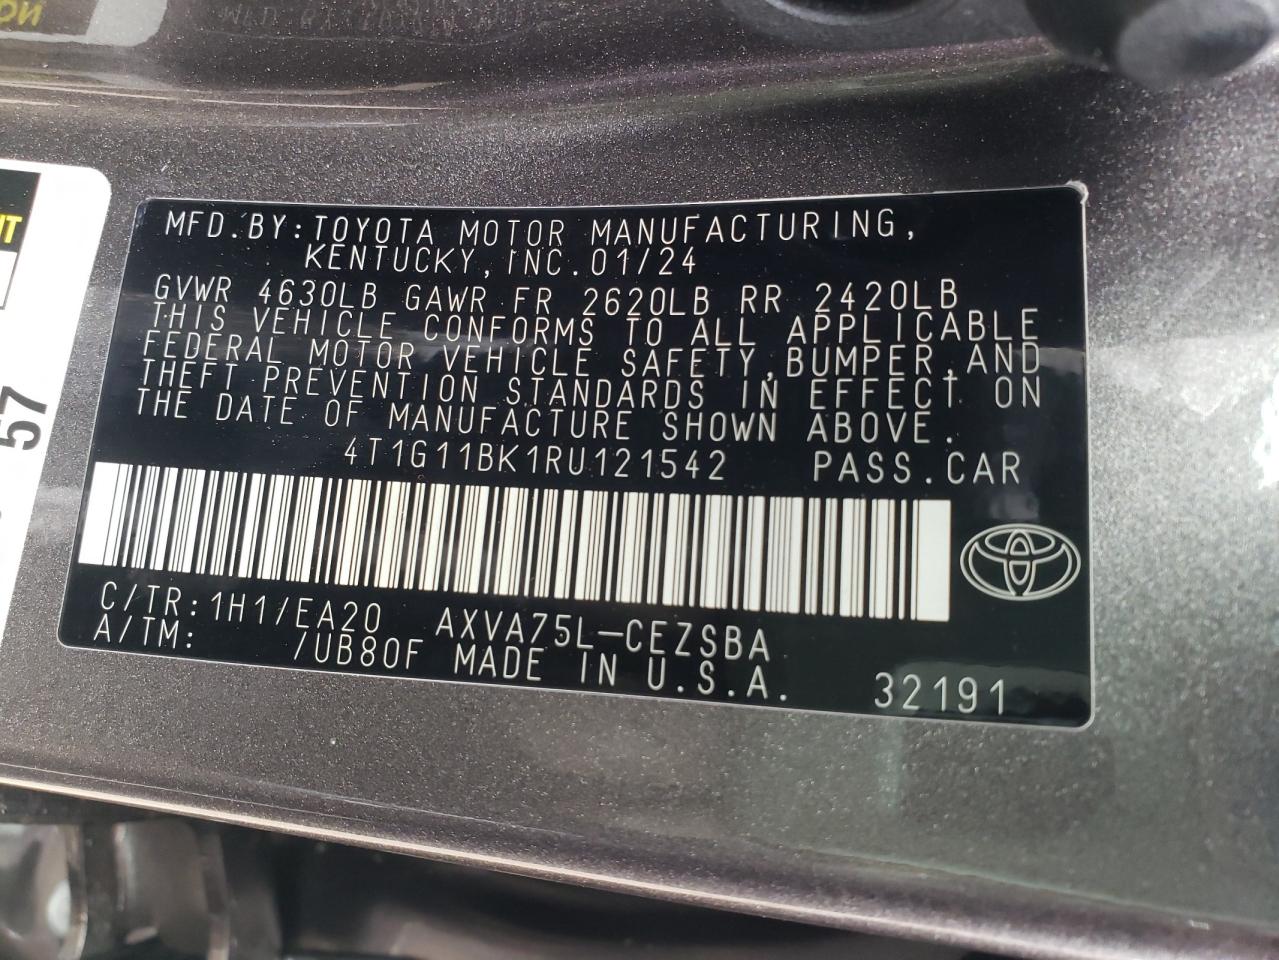 MFD.BY:TOYOTA MOTOR MANUFACTURING,
KENTUCKY,INC.01/24
GVWR 4630LB GAWR FR 2620LB RR 2420LB
THIS VEHICLE CONFORMS TO ALL APPLICABLE
FEDERAL MOTOR VEHICLE SAFETY,BUMPER,AND
THEFT PREVENTION STANDARDS IN EFFECT ON
THE DATE OF MANUFACTURE SHOWN ABOVE.
4T1G11BK1RU121542 PASS.CAR
C/TR:1H1/EA20 AXVA75L-CEZSBA
A/TM: /UB80F MADE IN U.S.A.
32191
57